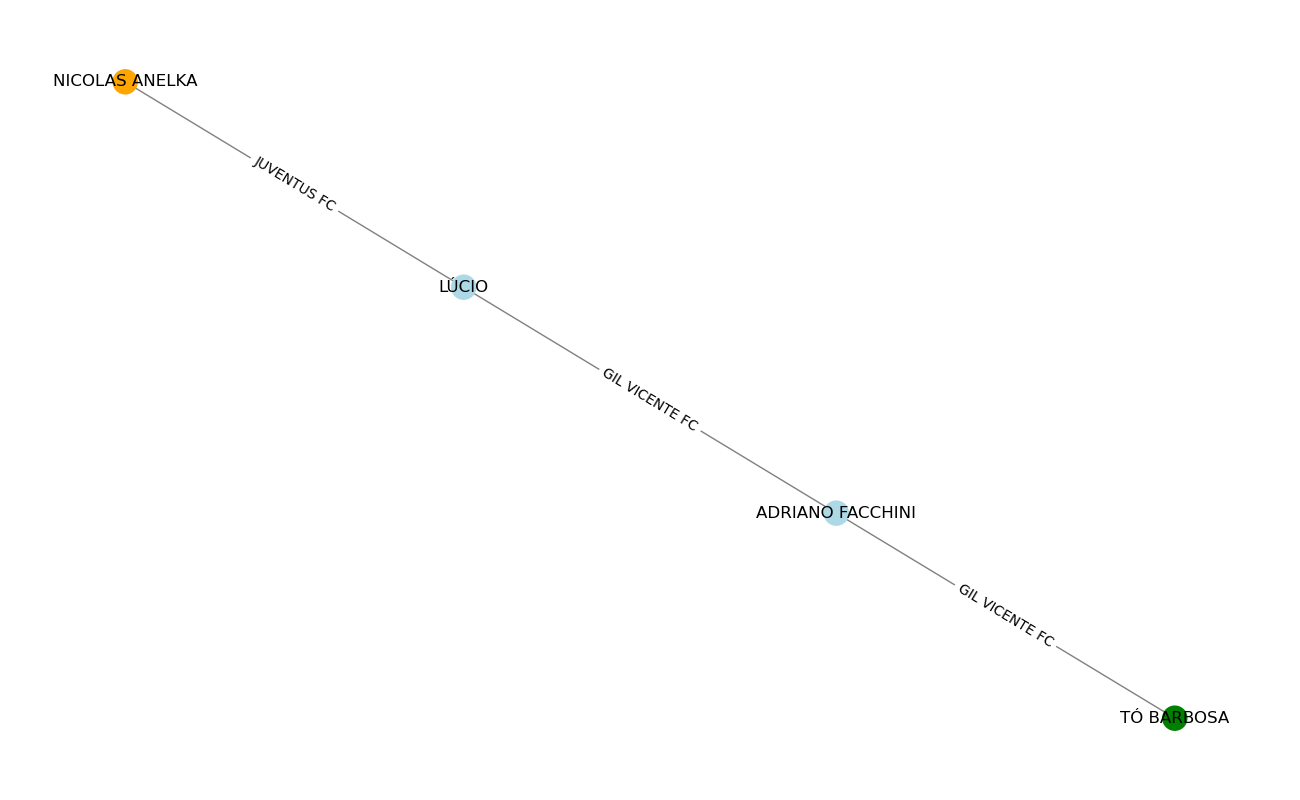 NICOLAS ANELKA
JUVENTUS FC
LÚCIO
GIL VICENTE FC
ADRIANO FACCHINI
GIL VICENTE FC
TÓ BARBOSA